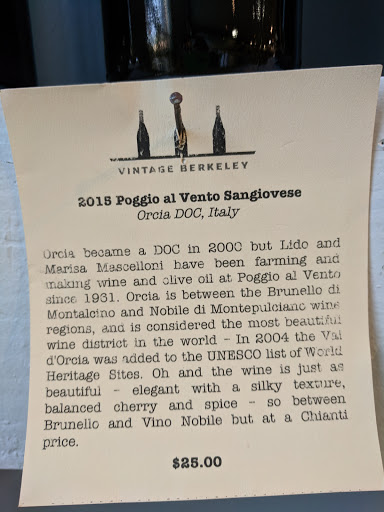 VINTAGE BERKELEY
2015 Poggio al Vento Sangiovese
Orcia DOC, Italy
Orcia became a DOC in 2000 but Lido and
Marisa Mascelloni have been farming and
making wine and olive oil at Poggio al Vento
since 1931. Orcia is between the Brunello di
Montalcino and Nobile di Montepulciano wine
regions, and is considered the most beautiful
wine district in the world - In 2004 the Val
d'Orcia was added to the UNESCO list of World
Heritage Sites. Oh and the wine is just as
beautiful - elegant with a silky texture,
balanced cherry and spice - so between
Brunello and Vino Nobile but at a Chianti
price.
$25.00